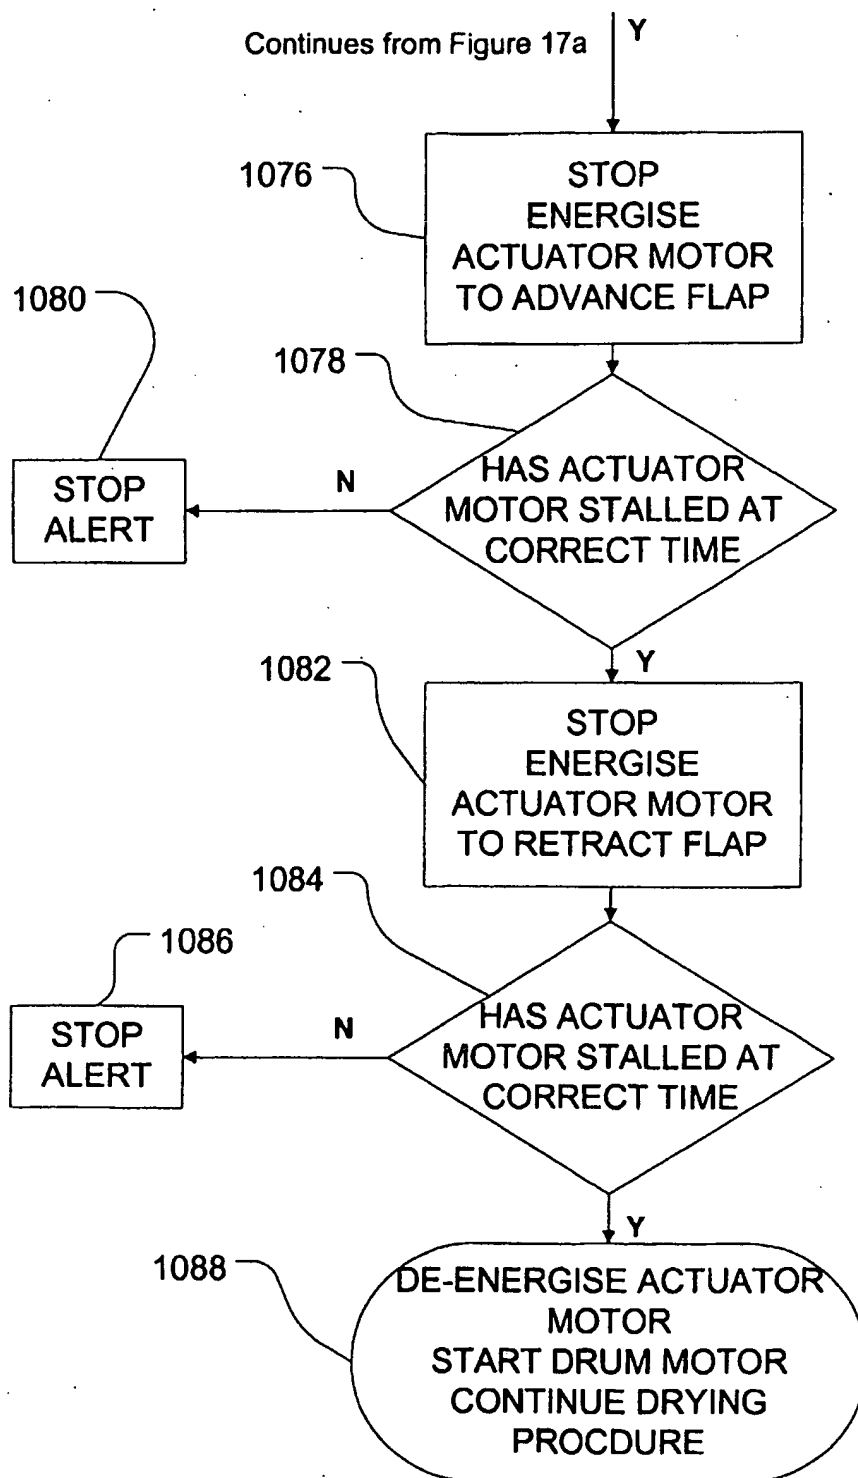 Continues from Figure 17a
Y
1076
STOP
ENERGISE
ACTUATOR MOTOR
TO ADVANCE FLAP
1080
1078
STOP
ALERT
N
HAS ACTUATOR
MOTOR STALLED AT
CORRECT TIME
Y
1082
STOP
ENERGISE
ACTUATOR MOTOR
TO RETRACT FLAP
1084
1086
STOP
ALERT
N
HAS ACTUATOR
MOTOR STALLED AT
CORRECT TIME
Y
1088
DE-ENERGISE ACTUATOR
MOTOR
START DRUM MOTOR
CONTINUE DRYING
PROCDURE